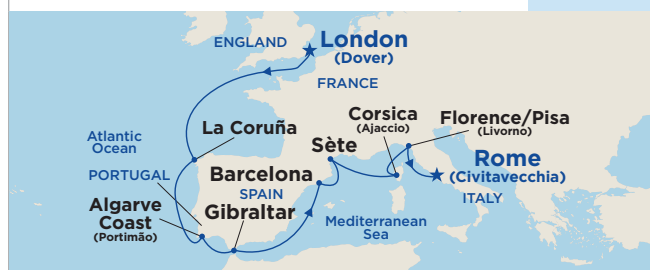 ENGLAND
London
(Dover)
FRANCE
Corsica
(Ajaccio)
Florence/Pisa
(Livorno)
La Coruña
Atlantic
Ocean
Sète
Rome
(Civitavecchia)
PORTUGAL
Barcelona
SPAIN
ITALY
Algarve
Coast
(Portimão)
Gibraltar
Mediterranean
Sea